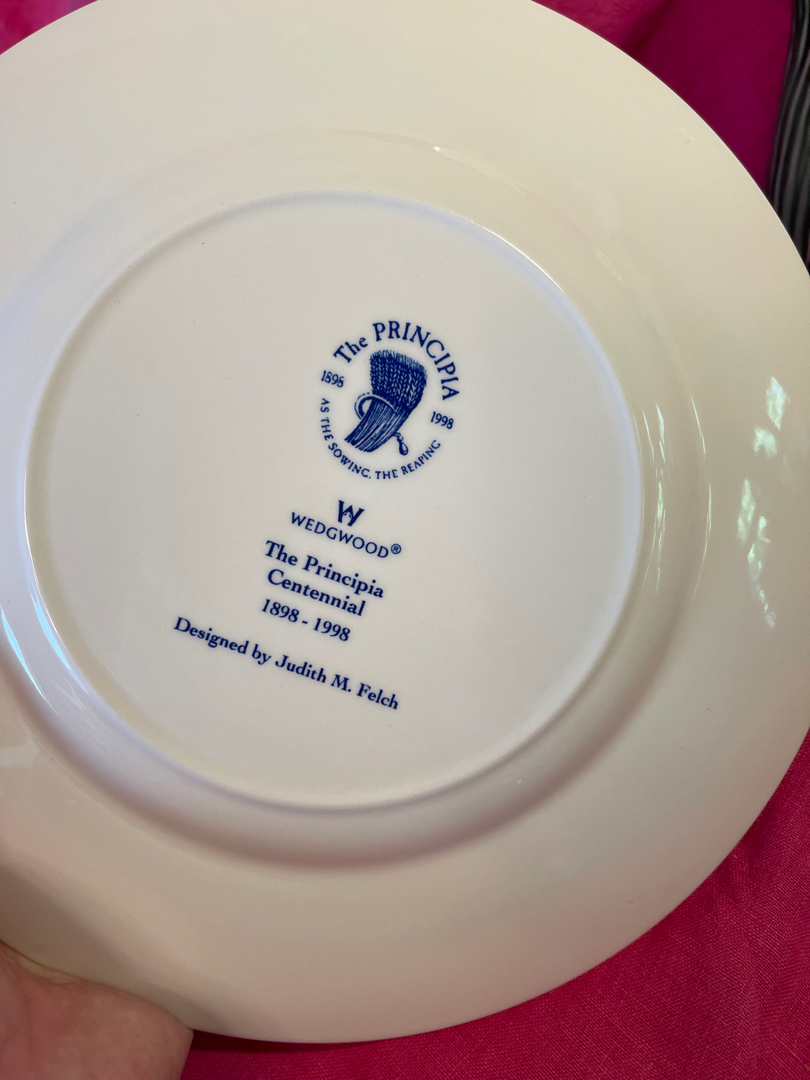 The PRINCIPIA
1898 1998
AS THE SOWING, THE REAPING
W
WEDGWOOD®
The Principia
Centennial
1898 - 1998
Designed by Judith M. Felch